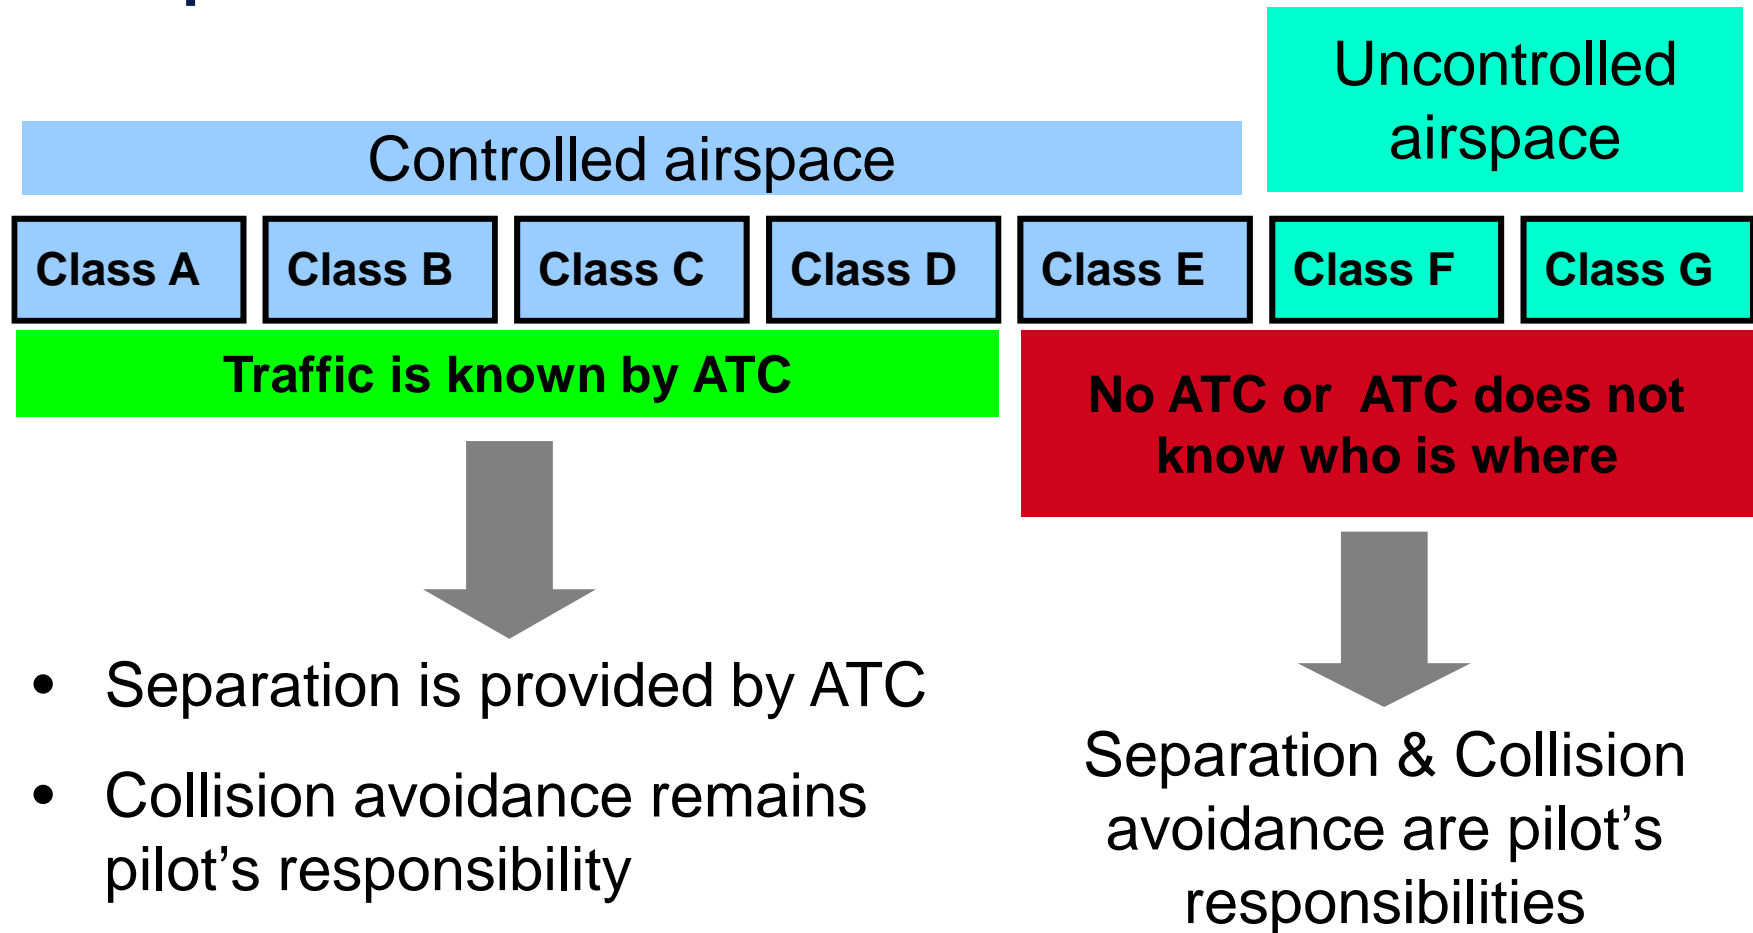 Uncontrolled
airspace
Controlled airspace
Class A
Class B
Class C
Class D
Class E
Class F
Class G
Traffic is known by ATC
No ATC or  ATC does not
know who is where
• Separation is provided by ATC
• Collision avoidance remains
pilot’s responsibility
Separation & Collision
avoidance are pilot’s
responsibilities